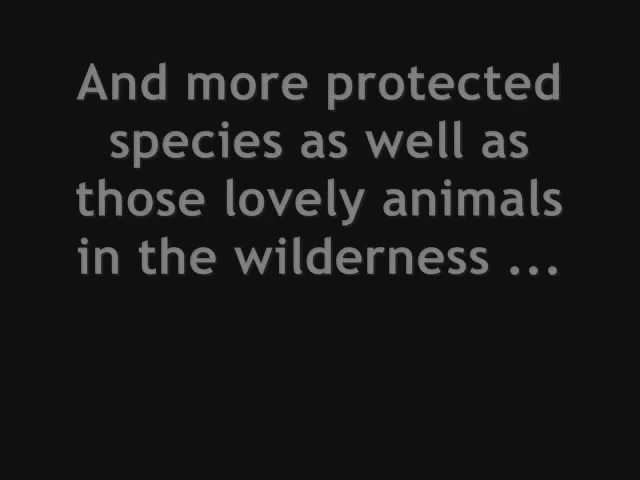 And more protected
species as well as
those lovely animals
in the wilderness ...